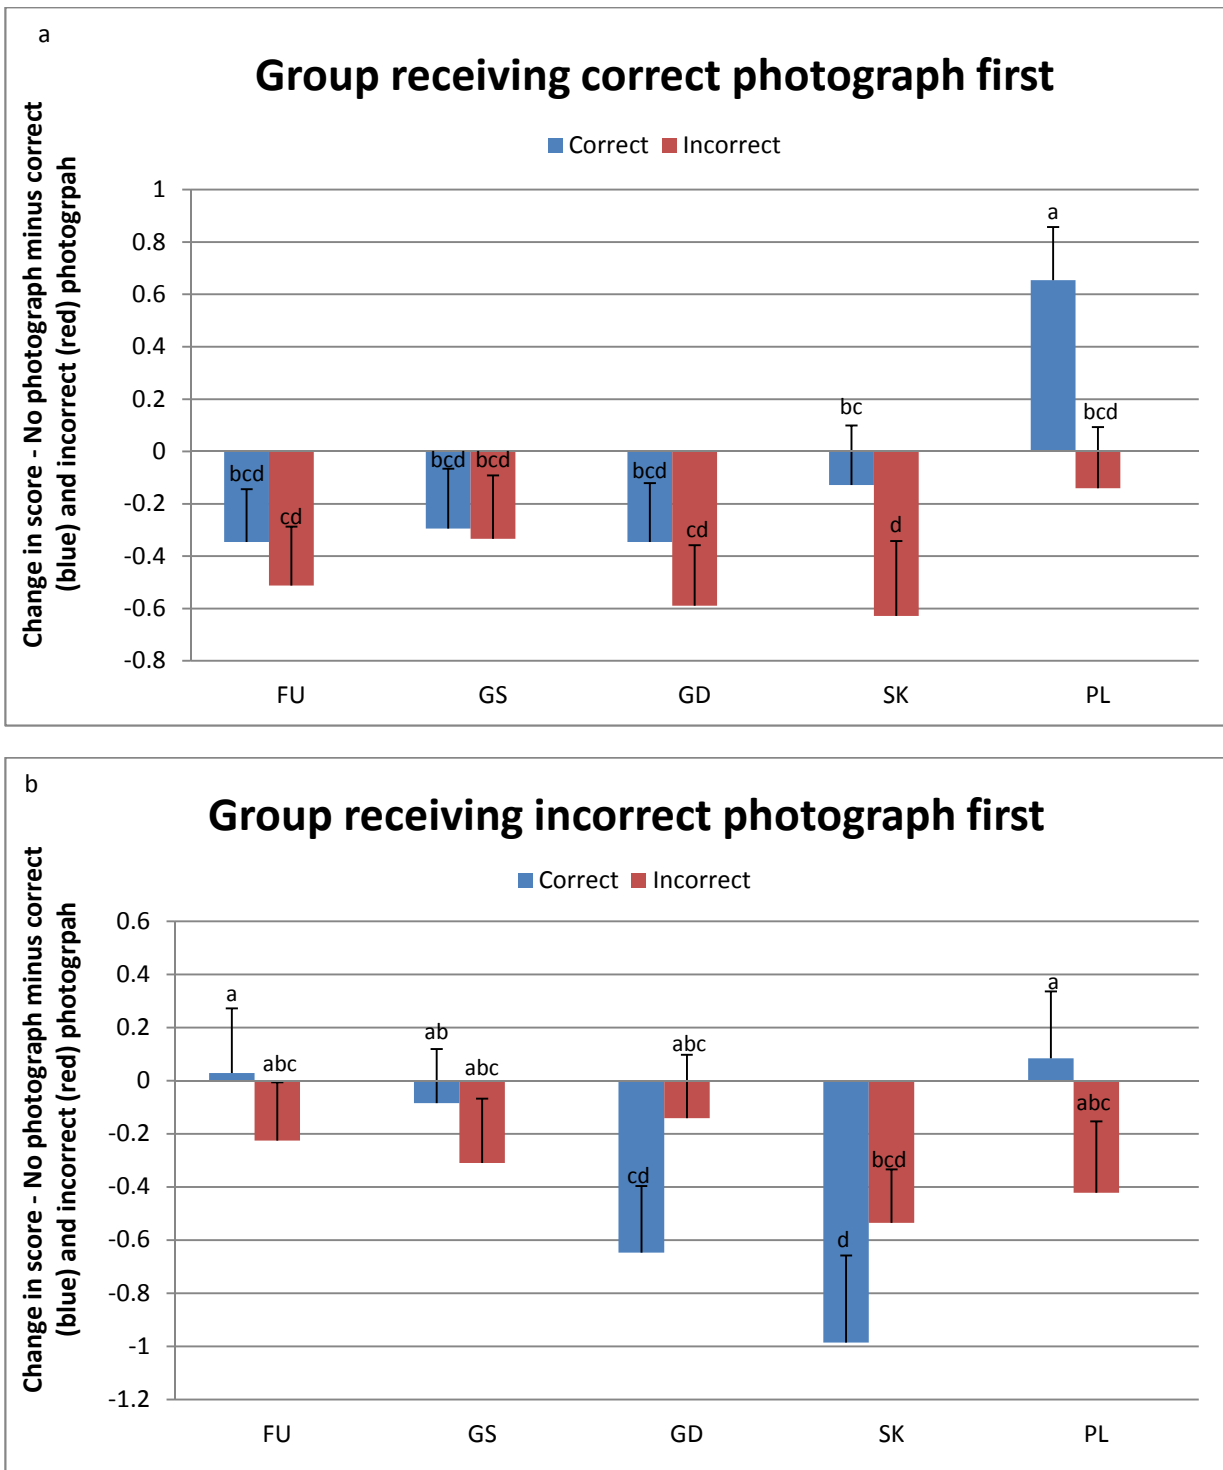 a
Group receiving correct photograph first
Correct Incorrect
Change in score - No photograph minus correct
(blue) and incorrect (red) photogrpah
1
0.8
0.6
0.4
0.2
0
-0.2
-0.4
-0.6
-0.8
bcd
cd
bcd
bcd
bcd
cd
bc
d
a
bcd
FU GS GD SK PL
b
Group receiving incorrect photograph first
Correct Incorrect
Change in score - No photograph minus correct
(blue) and incorrect (red) photogrpah
0.6
0.4
0.2
0
-0.2
-0.4
-0.6
-0.8
-1
-1.2
a
abc
ab
abc
cd
abc
d
bcd
a
abc
FU GS GD SK PL